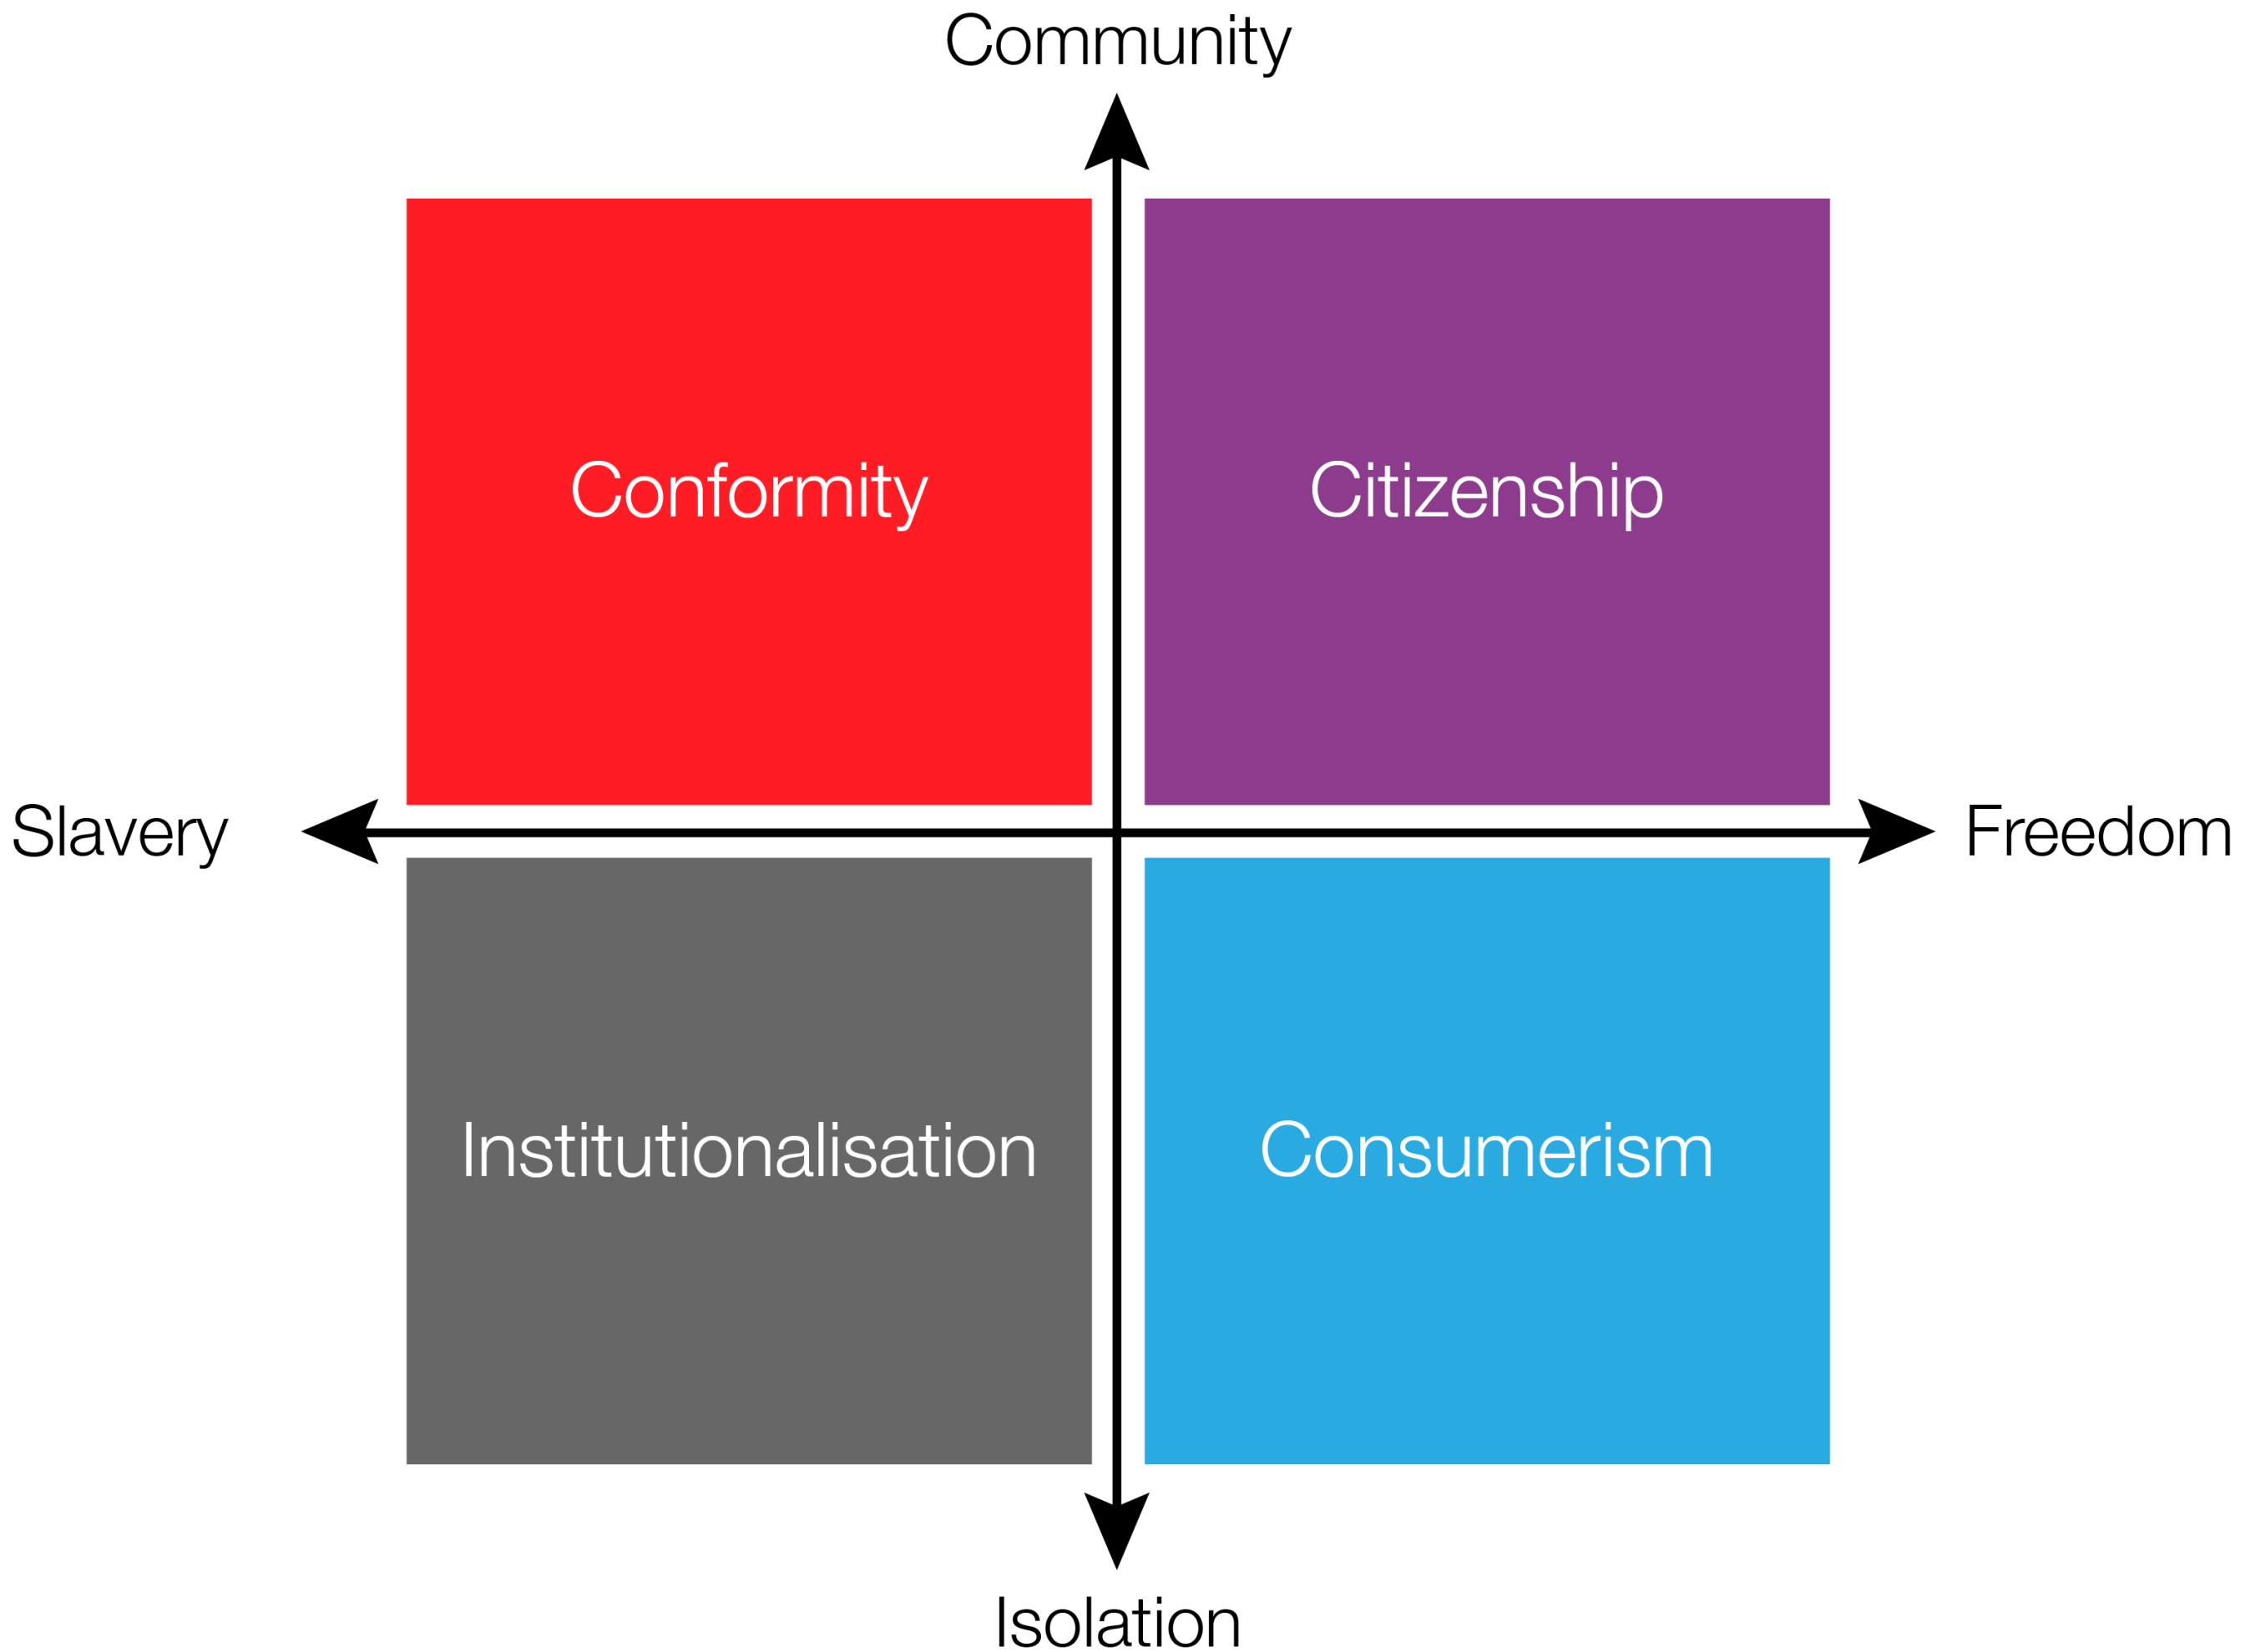 Community
Conformity
Citizenship
Slavery
Freedom
Institutionalisation
Consumerism
Isolation